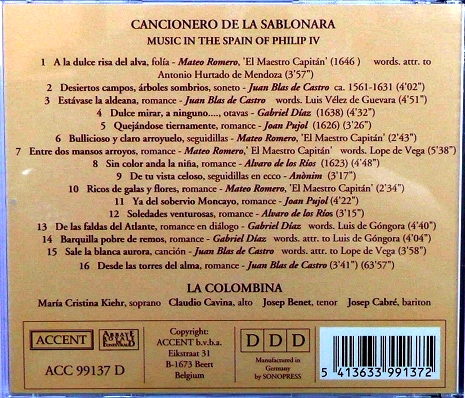 CANCIONERO DE LA SABLONARA
MUSIC IN THE SPAIN OF PHILIP IV
1 A la dulce risa del alva, folía - Mateo Romero, 'El Maestro Capitán' (1646 ) words. attr. to
Antonio Hurtado de Mendoza (3'57")
2 Desiertos campos, árboles sombrios, soneto - Juan Blas de Castro ca. 1561-1631 (4'02")
3 Estávase la aldeana, romance - Juan Blas de Castro words. Luis Vélez de Guevara (4'51")
4 Dulce mirar, a ninguno...., otavas - Gabriel Díaz (1638) (4'32")
5 Quejándose tiernamente, romance - Joan Pujol (1626) (3'26")
6 Bullicioso y claro arroyuelo, seguidillas - Mateo Romero, 'El Maestro Capitán' (2'43")
7 Entre dos mansos arroyos, romance - Mateo Romero,' El Maestro Capitán' words. Lope de Vega (5'38")
8 Sin color anda la niña, romance - Alvaro de los Ríos (1623) (4'48")
9 De tu vista celoso, seguidillas en ecco - Anònim (3'17")
10 Ricos de galas y flores, romance - Mateo Romero, 'El Maestro Capitán' (2'34")
11 Ya del sobervio Moncayo, romance - Joan Pujol (4'22")
12 Soledades venturosas, romance - Alvaro de los Ríos (3'15")
13 De las faldas del Atlante, romance en diálogo - Gabriel Díaz words. Luis de Góngora (4'40")
14 Barquilla pobre de remos, romance - Gabriel Díaz words. attr. to Luis de Góngora (4'04")
15 Sale la blanca aurora, canción - Juan Blas de Castro words. attr. to Lope de Vega (3'58")
16 Desde las torres del alma, romance - Juan Blas de Castro (3'41") (63'57")
LA COLOMBINA
María Cristina Kiehr, soprano Claudio Cavina, alto Josep Benet, tenor Josep Cabré, bariton
ACCENT
ACC 99137 D
Copyright:
ACCENT b.v.b.a.
Eikstraat 31
B-1673 Beert
Belgium
D D D
Manufactured in
Germany
by SONOPRESS
5 413633 991372